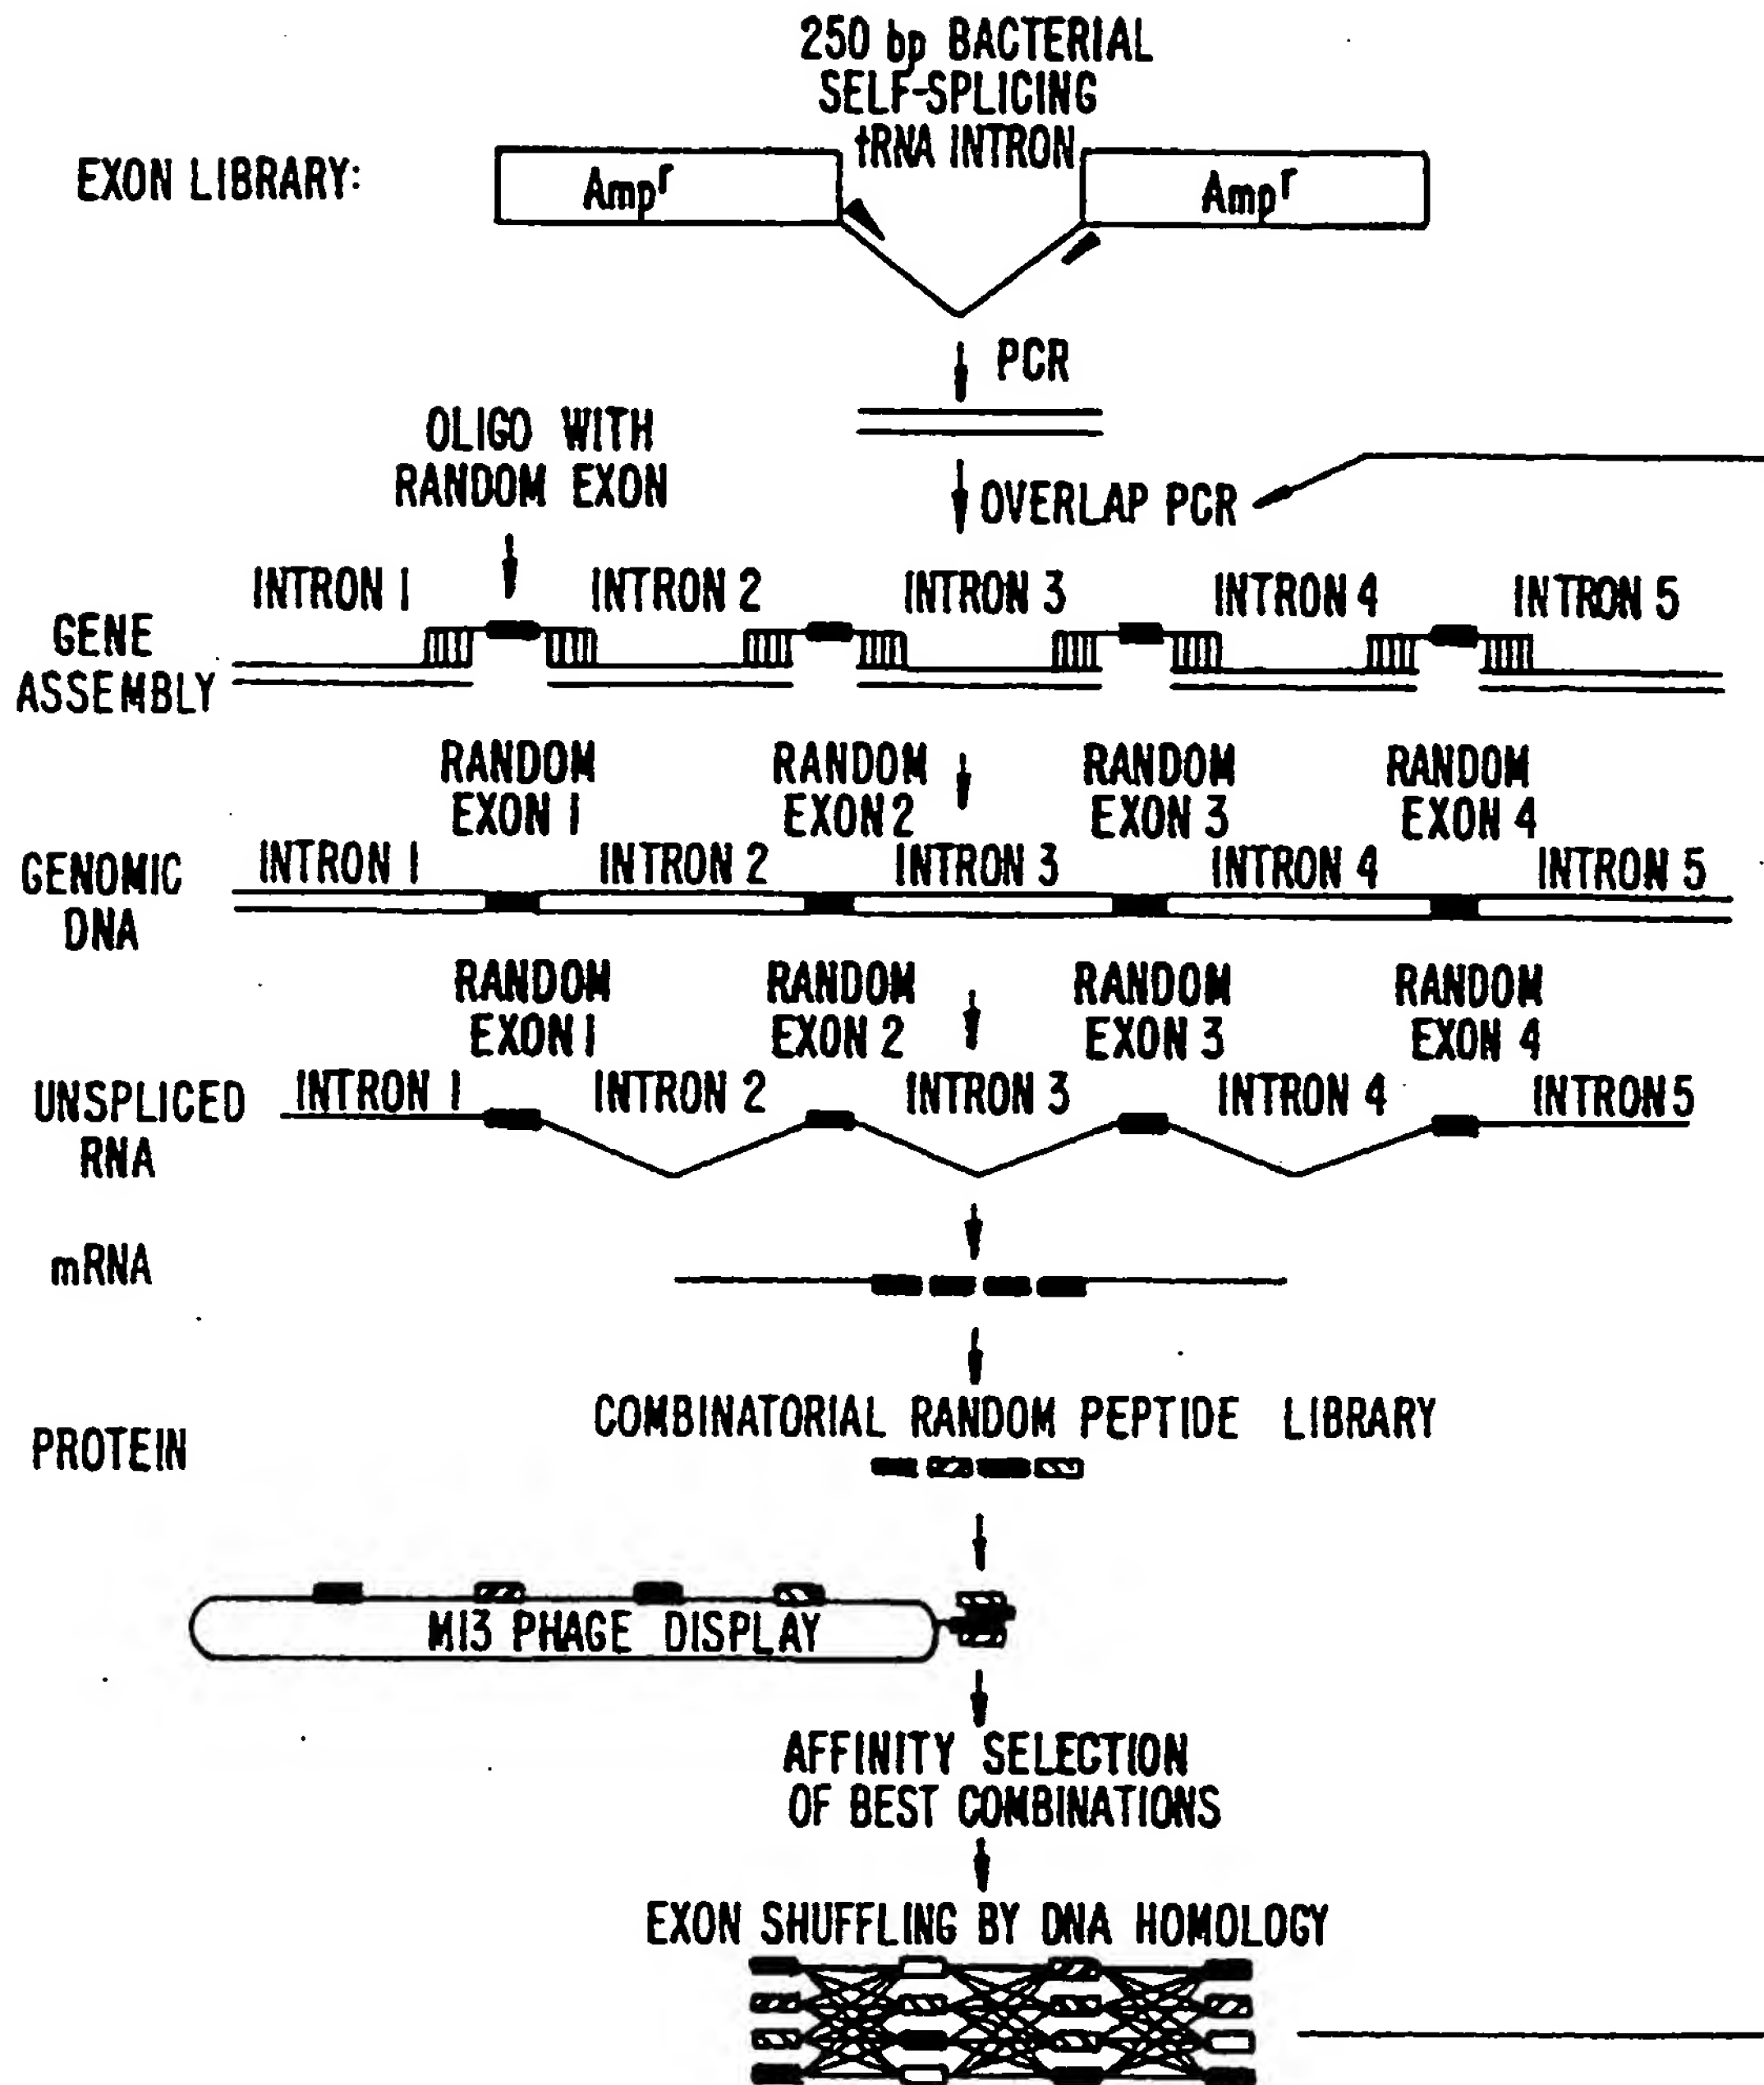 250 bp BACTERIAL
SELF-SPLICING
tRNA INTRON
EXON LIBRARY:
Ampr
Ampr
PCR
OLIGO WITH
RANDOM EXON
OVERLAP PCR
INTRON 1 INTRON 2 INTRON 3 INTRON 4 INTRON 5
GENE
ASSEMBLY
RANDOM RANDOM RANDOM RANDOM
EXON 1 EXON 2 EXON 3 EXON 4
INTRON 1 INTRON 2 INTRON 3 INTRON 4 INTRON 5
GENOMIC
DNA
RANDOM RANDOM RANDOM RANDOM
EXON 1 EXON 2 EXON 3 EXON 4
INTRON 1 INTRON 2 INTRON 3 INTRON 4 INTRON 5
UNSPLICED
RNA
mRNA
COMBINATORIAL RANDOM PEPTIDE LIBRARY
PROTEIN
M13 PHAGE DISPLAY
AFFINITY SELECTION
OF BEST COMBINATIONS
EXON SHUFFLING BY DNA HOMOLOGY